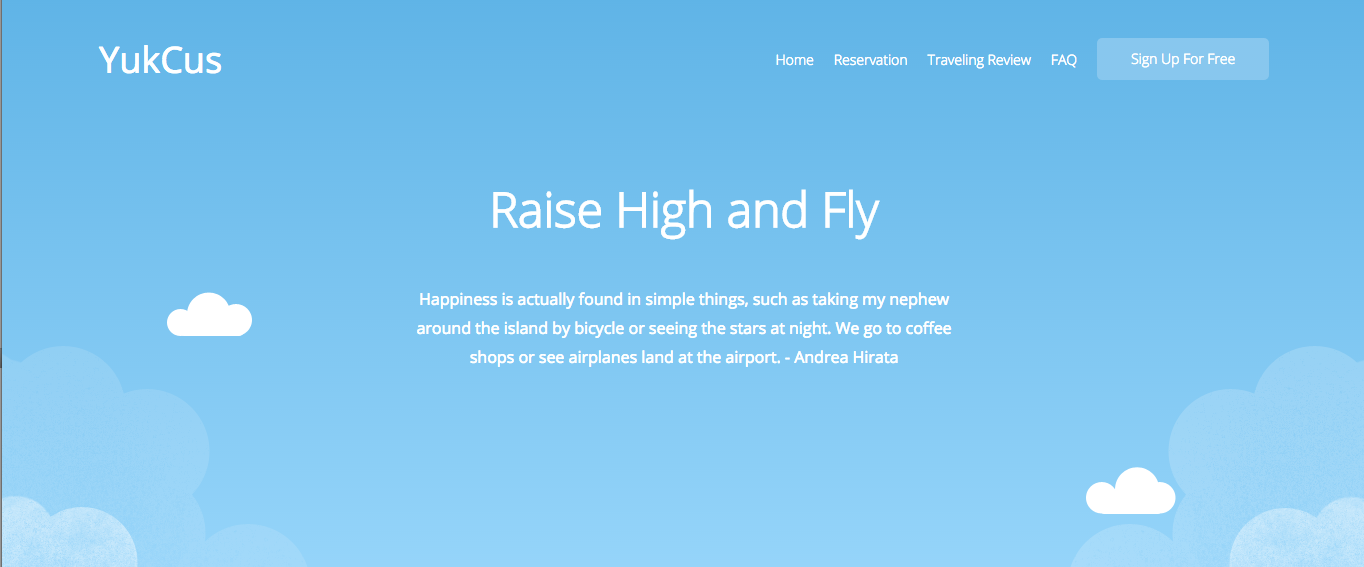 YukCus
Home Reservation Traveling Review FAQ Sign Up For Free
Raise High and Fly
Happiness is actually found in simple things, such as taking my nephew
around the island by bicycle or seeing the stars at night. We go to coffee
shops or see airplanes land at the airport. - Andrea Hirata